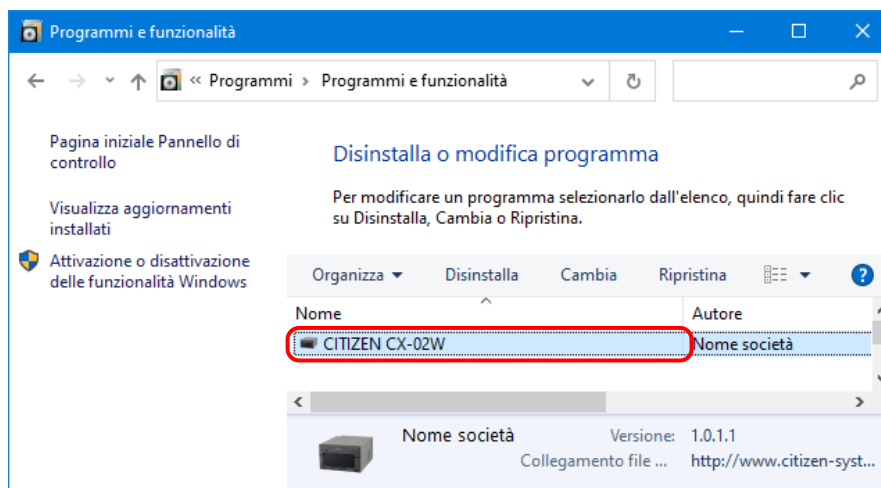 Programmi e funzionalità
« Programmi > Programmi e funzionalità
Pagina iniziale Pannello di
controllo
Visualizza aggiornamenti
installati
Attivazione o disattivazione
delle funzionalità Windows
Disinstalla o modifica programma
Per modificare un programma selezionarlo dall'elenco, quindi fare clic
su Disinstalla, Cambia o Ripristina.
Organizza Disinstalla Cambia Ripristina ?
Nome Autore
CITIZEN CX-02W Nome società
Nome società Versione: 1.0.1.1
Collegamento file ... http://www.citizen-syst...